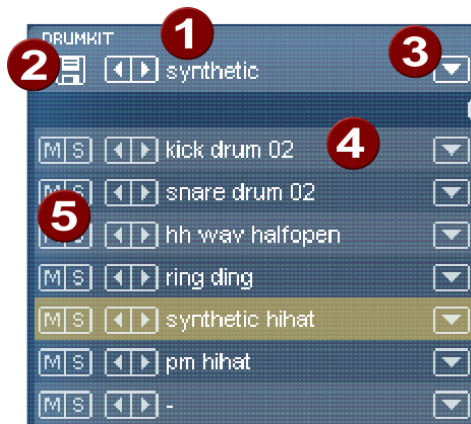 DRUMKIT
1
2
synthetic
3
M S kick drum 02
4
M S snare drum 02
5
hh wav halfopen
M S ring ding
M S synthetic hihat
M S pm hihat
M S -